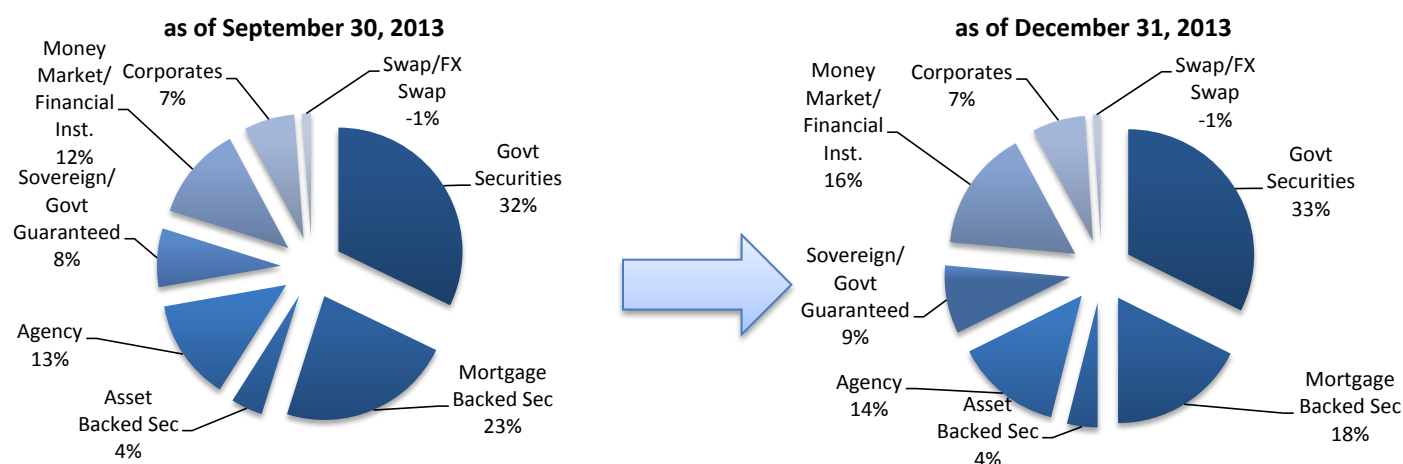 as of September 30, 2013
Money
Market/
Financial
Inst.
12%
Corporates
7%
Swap/FX
Swap
-1%
Govt
Securities
32%
Sovereign/
Govt
Guaranteed
8%
Agency
13%
Asset
Backed Sec
4%
Mortgage
Backed Sec
23%
as of December 31, 2013
Money
Market/
Financial
Inst.
16%
Corporates
7%
Swap/FX
Swap
-1%
Govt
Securities
33%
Sovereign/
Govt
Guaranteed
9%
Agency
14%
Asset
Backed Sec
4%
Mortgage
Backed Sec
18%